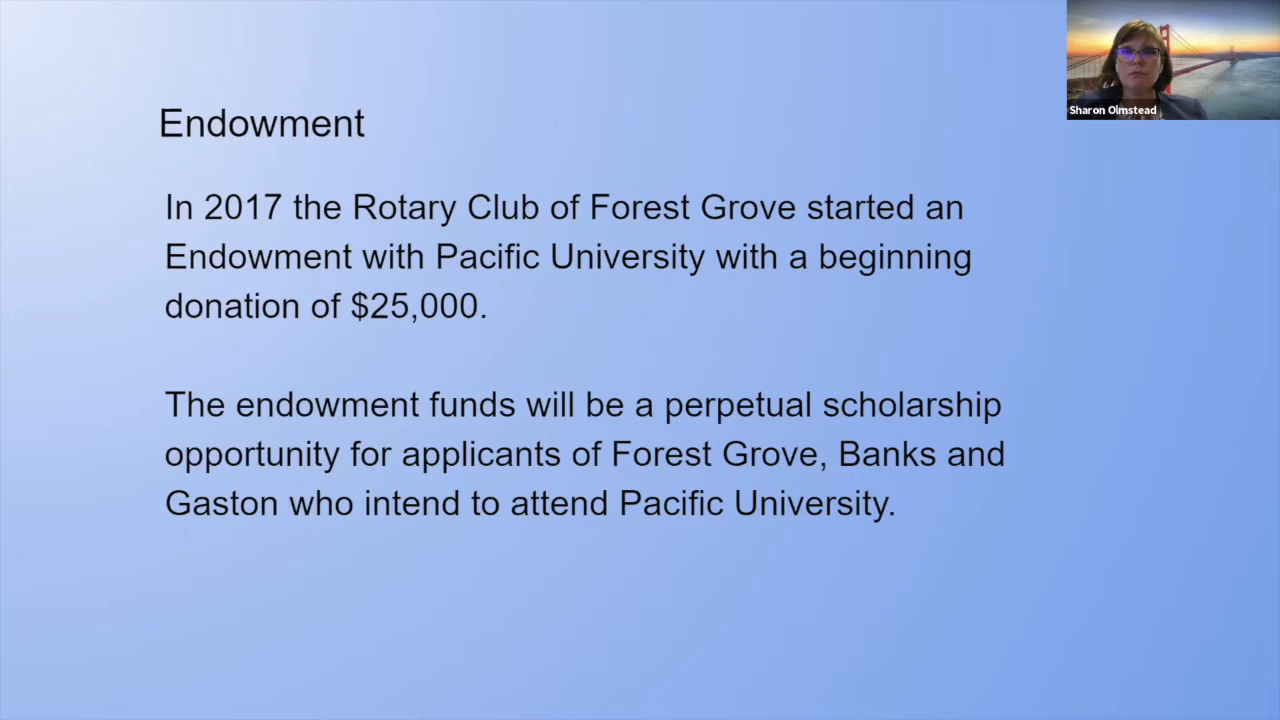 Endowment
In 2017 the Rotary Club of Forest Grove started an
Endowment with Pacific University with a beginning
donation of $25,000.
The endowment funds will be a perpetual scholarship
opportunity for applicants of Forest Grove, Banks and
Gaston who intend to attend Pacific University.
Sharon Olmstead